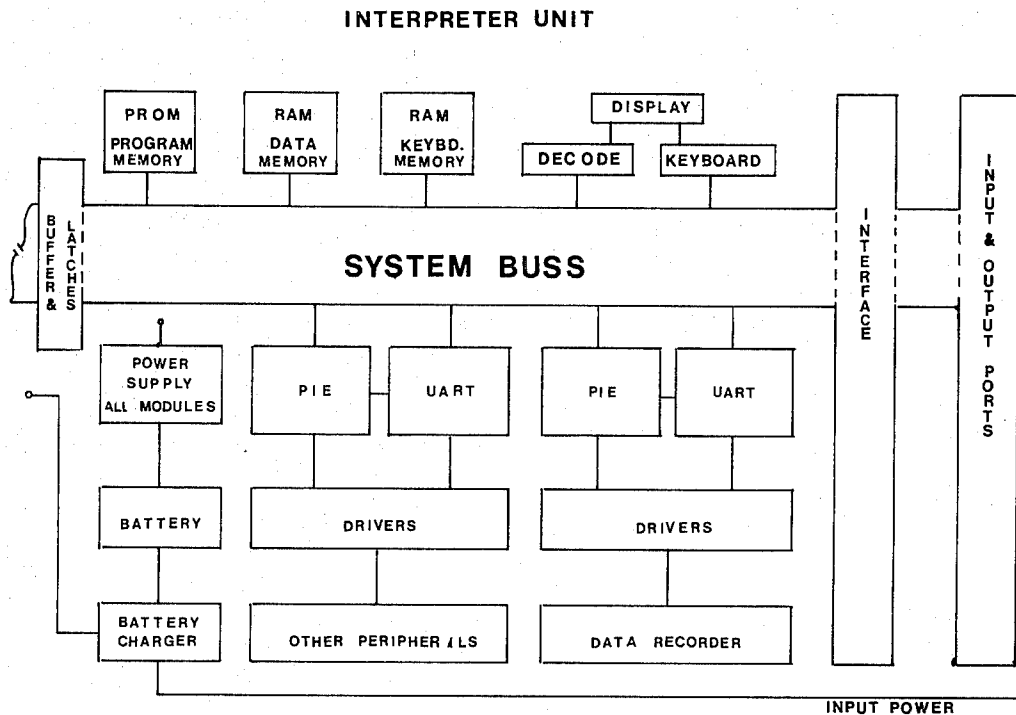 INTERPRETER UNIT
PROM
PROGRAM
MEMORY
RAM
DATA
MEMORY
RAM
KEYBD.
MEMORY
DISPLAY
DECODE
KEYBOARD
BUFFER &
LATCHES
SYSTEM BUSS
INTERFACE
INPUT & OUTPUT PORTS
POWER
SUPPLY
ALL MODULES
PIE
UART
PIE
UART
BATTERY
DRIVERS
DRIVERS
BATTERY
CHARGER
OTHER PERIPHERALS
DATA RECORDER
INPUT POWER